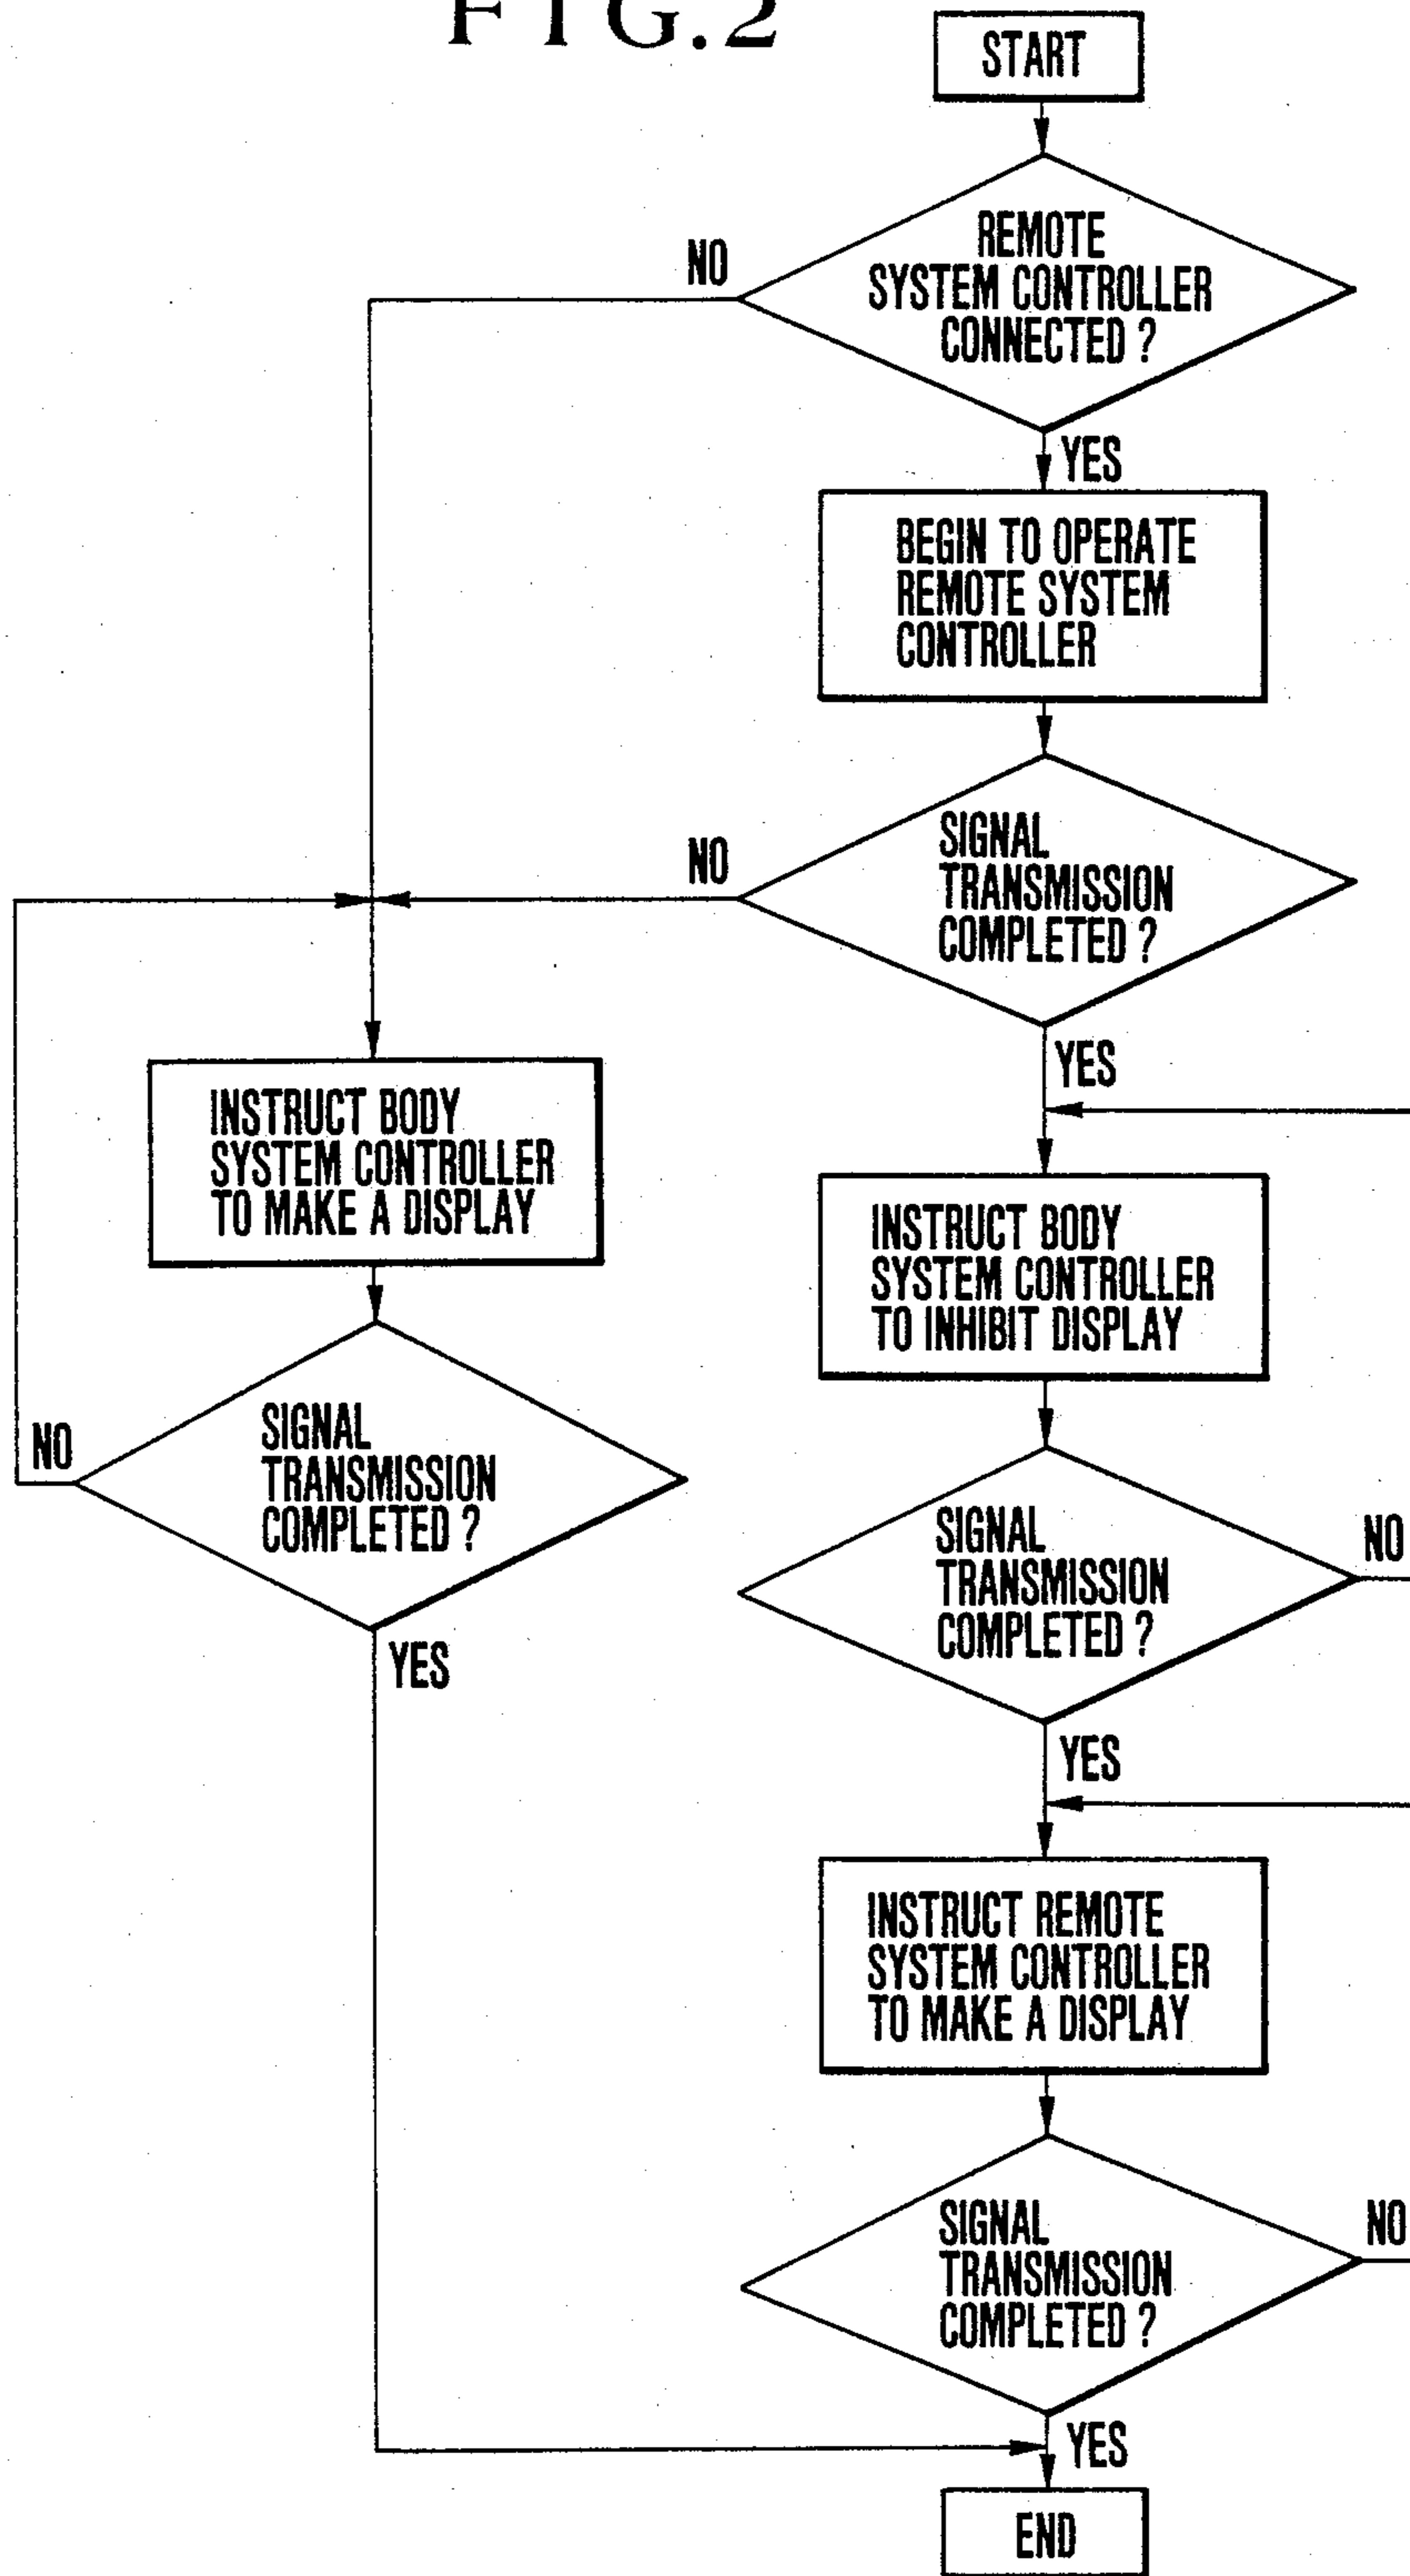 FIG.2
START
REMOTE
SYSTEM CONTROLLER
CONNECTED ?
NO
YES
BEGIN TO OPERATE
REMOTE SYSTEM
CONTROLLER
SIGNAL
TRANSMISSION
COMPLETED ?
NO
YES
INSTRUCT BODY
SYSTEM CONTROLLER
TO MAKE A DISPLAY
SIGNAL
TRANSMISSION
COMPLETED ?
NO
YES
INSTRUCT BODY
SYSTEM CONTROLLER
TO INHIBIT DISPLAY
SIGNAL
TRANSMISSION
COMPLETED ?
NO
YES
INSTRUCT REMOTE
SYSTEM CONTROLLER
TO MAKE A DISPLAY
SIGNAL
TRANSMISSION
COMPLETED ?
NO
YES
END